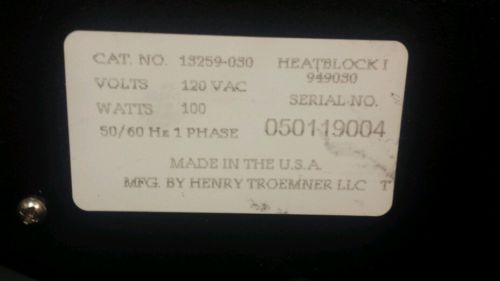 CAT. NO. 13259-030 HEATBLOCK I
949030
VOLTS 120 VAC
SERIAL NO.
WATTS 100
050119004
50/60 Hz 1 PHASE
MADE IN THE U.S.A.
MFG. BY HENRY TROEMNER LLC T